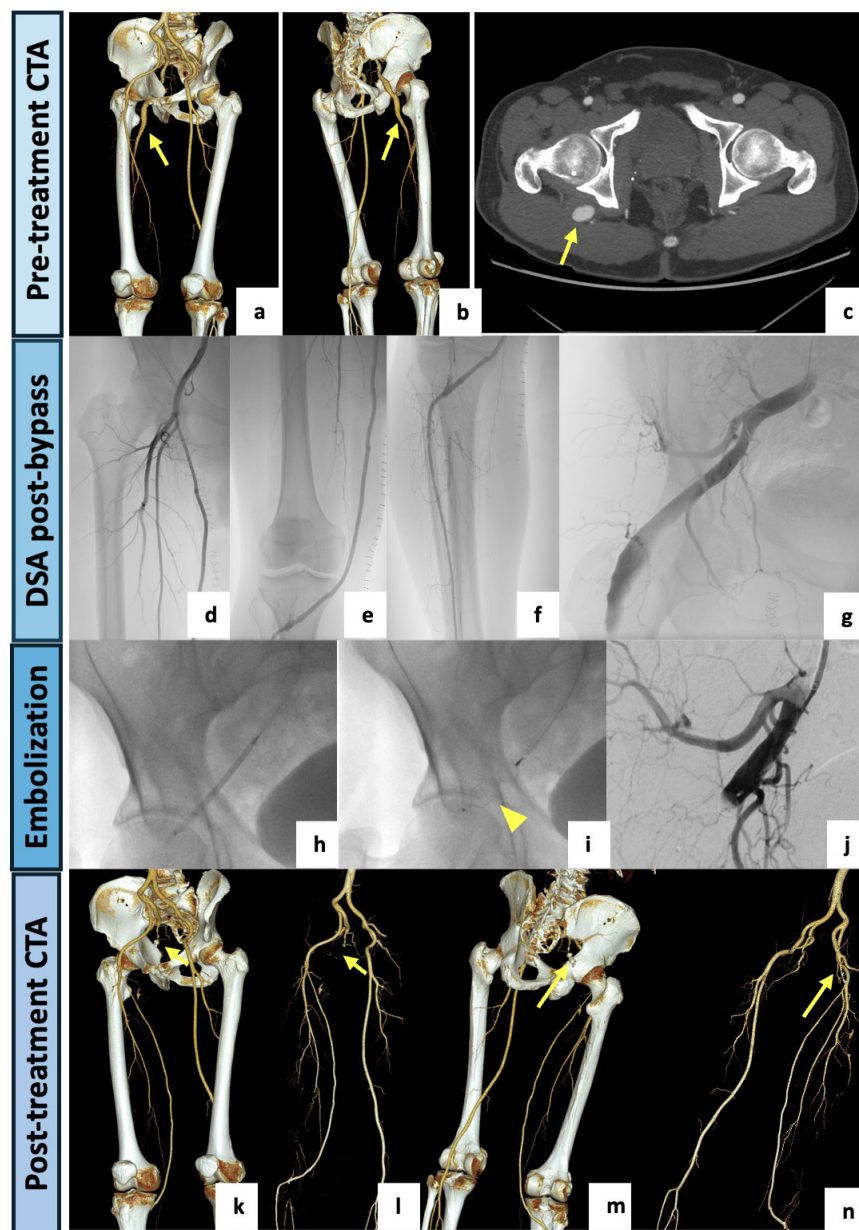 Pre-treatment CTA
a
b
c
DSA post-bypass
d
e
f
g
Embolization
h
i
j
Post-treatment CTA
k
l
m
n